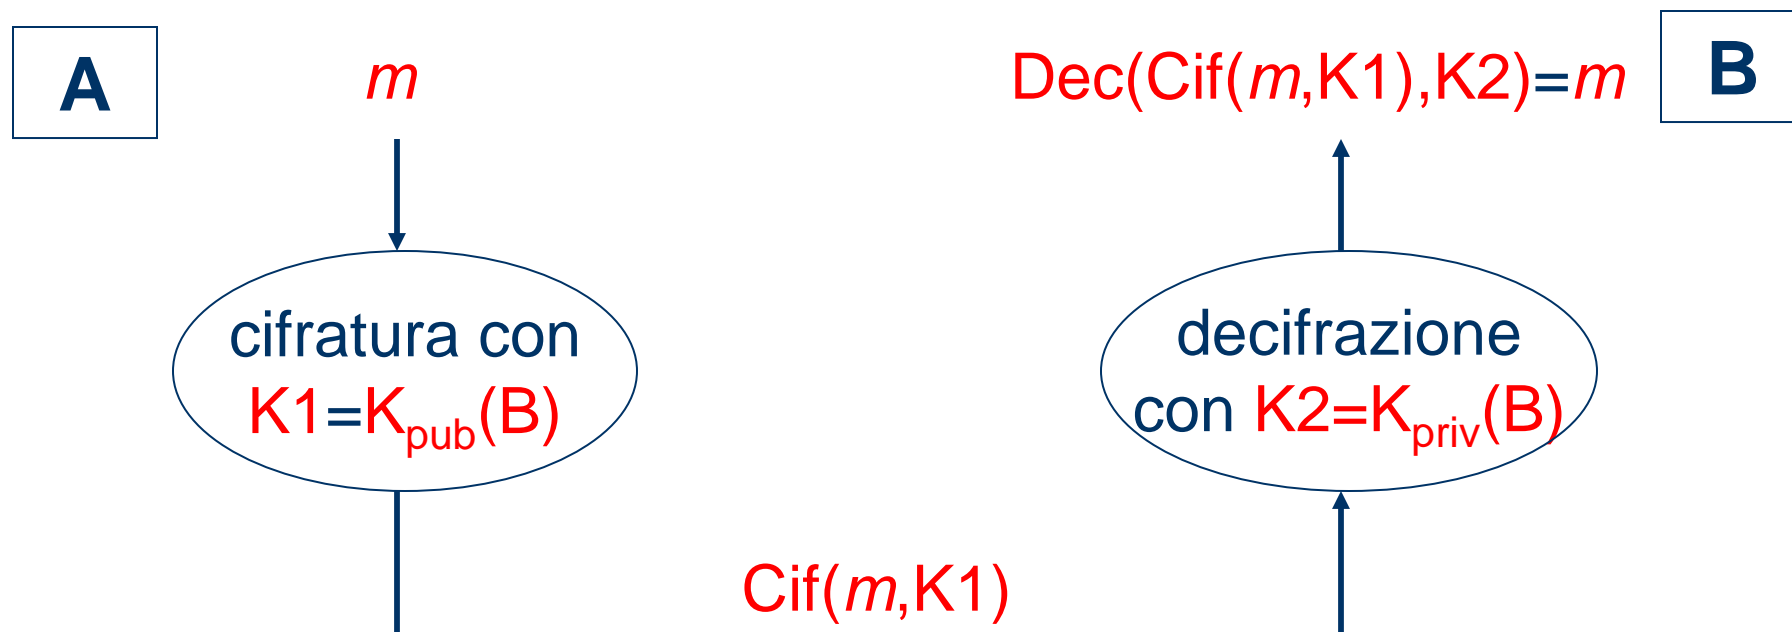 A
m
Dec(Cif(m,K1),K2)=m
B
cifratura con
K1=Kpub(B)
decifrazione
con K2=Kpriv(B)
Cif(m,K1)